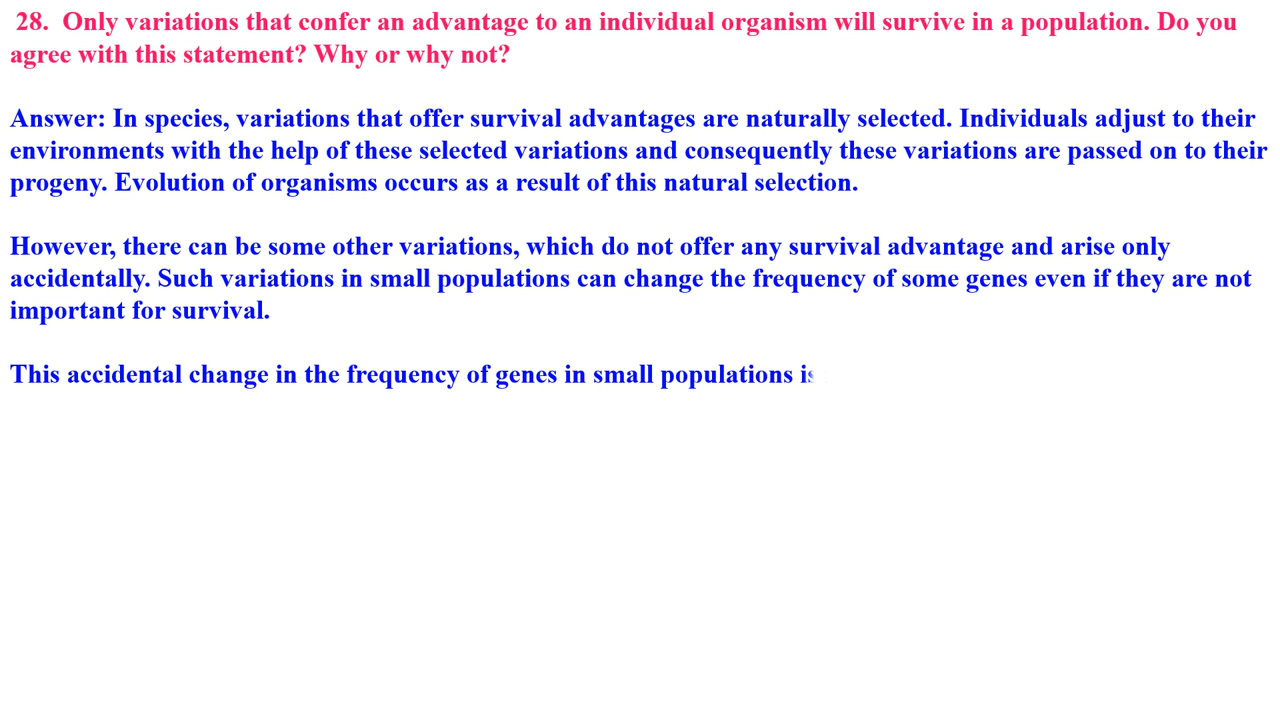 28. Only variations that confer an advantage to an individual organism will survive in a population. Do you
agree with this statement? Why or why not?
Answer: In species, variations that offer survival advantages are naturally selected. Individuals adjust to their
environments with the help of these selected variations and consequently these variations are passed on to their
progeny. Evolution of organisms occurs as a result of this natural selection.
However, there can be some other variations, which do not offer any survival advantage and arise only
accidentally. Such variations in small populations can change the frequency of some genes even if they are not
important for survival.
This accidental change in the frequency of genes in small populations is